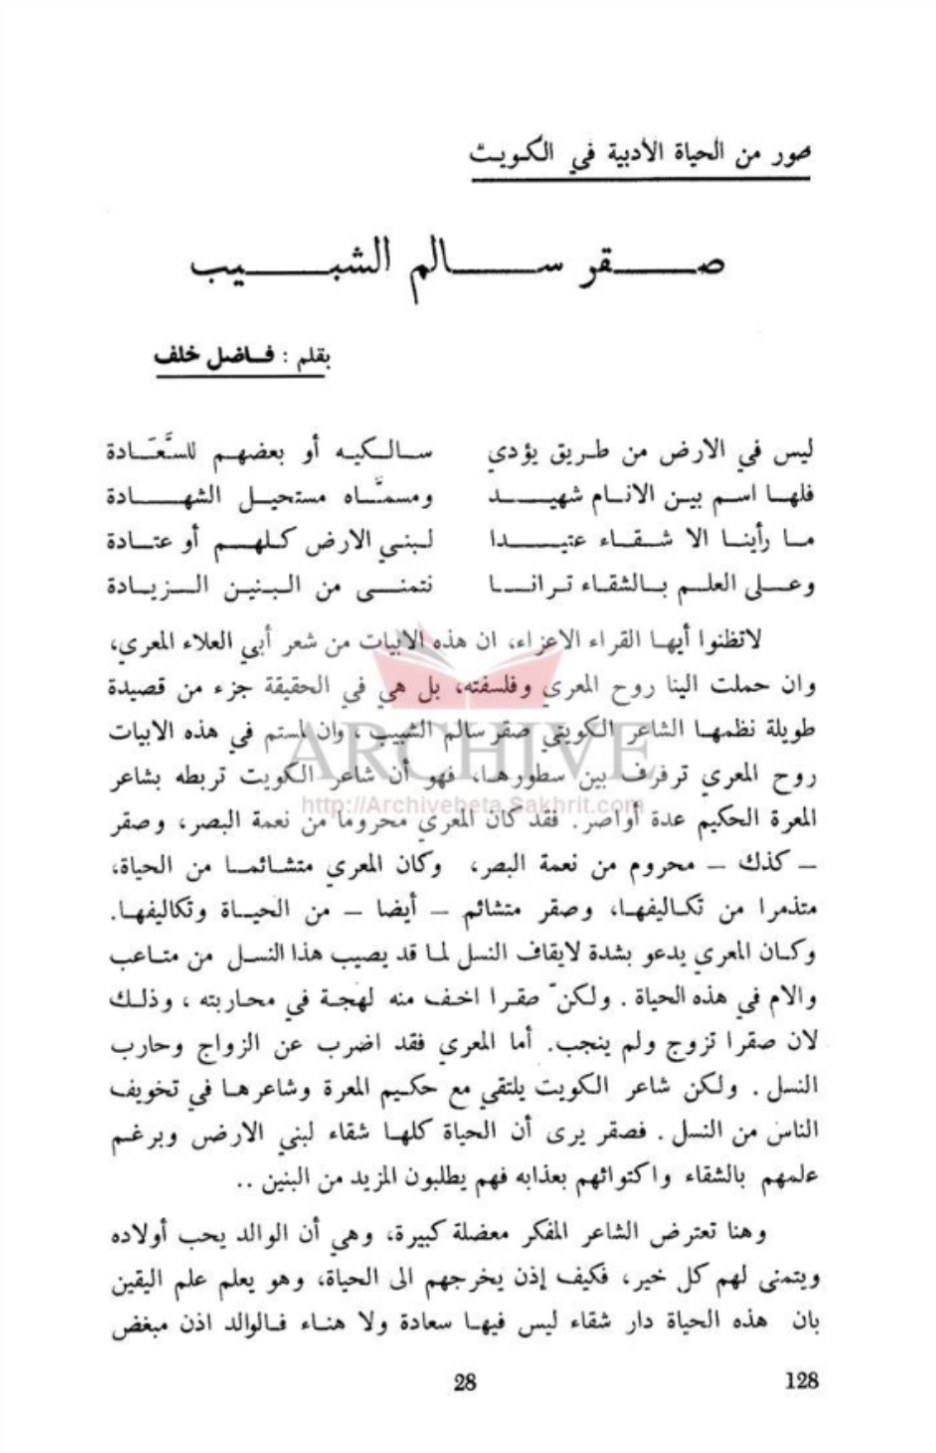 صور من الحياة الأدبية في الكويت
صقر سالم الشبيب
بقلم : فاضل خلف
ليس في الارض من طريق يؤدي سالكيه أو بعضهم للسَّعَادة
فلها اسم بين الانام شهيد ومسمَّاه مستحيل الشهادة
ما رأينا الا شقاء عتيدا لبني الارض كلهم أو عتادة
وعلى العلم بالشقاء ترانا نتمنى من البنين الزيادة
لاتظنوا أيها القراء الاعزاء، ان هذه الابيات من شعر أبي العلاء المعري،
وان حملت الينا روح المعري وفلسفته، بل هي في الحقيقة جزء من قصيدة
طويلة نظمها الشاعر الكويتي صقر سالم الشبيب، وان لمستم في هذه الابيات
روح المعري ترفرف بين سطورها، فهو أن شاعر الكويت تربطه بشاعر
المعرة الحكيم عدة أواصر. فقد كان المعري محروما من نعمة البصر، وصقر
– كذلك – محروم من نعمة البصر، وكان المعري متشائما من الحياة،
متذمرا من تكاليفها، وصقر متشائم – أيضا – من الحياة وتكاليفها.
وكان المعري يدعو بشدة لايقاف النسل لما قد يصيب هذا النسل من متاعب
والام في هذه الحياة . ولكنّ صقرا اخف منه لهجة في محاربته ، وذلك
لان صقرا تزوج ولم ينجب. أما المعري فقد اضرب عن الزواج وحارب
النسل . ولكن شاعر الكويت يلتقي مع حكيم المعرة وشاعرها في تخويف
الناس من النسل . فصقر يرى أن الحياة كلها شقاء لبني الارض وبرغم
علمهم بالشقاء واكتوائهم بعذابه فهم يطلبون المزيد من البنين ..
وهنا تعترض الشاعر المفكر معضلة كبيرة، وهي أن الوالد يحب أولاده
ويتمنى لهم كل خير، فكيف إذن يخرجهم الى الحياة، وهو يعلم علم اليقين
بان هذه الحياة دار شقاء ليس فيها سعادة ولا هناء فالوالد اذن مبغض
128 28
ARCHIVE
http://Archivebeta.Sakhrit.com